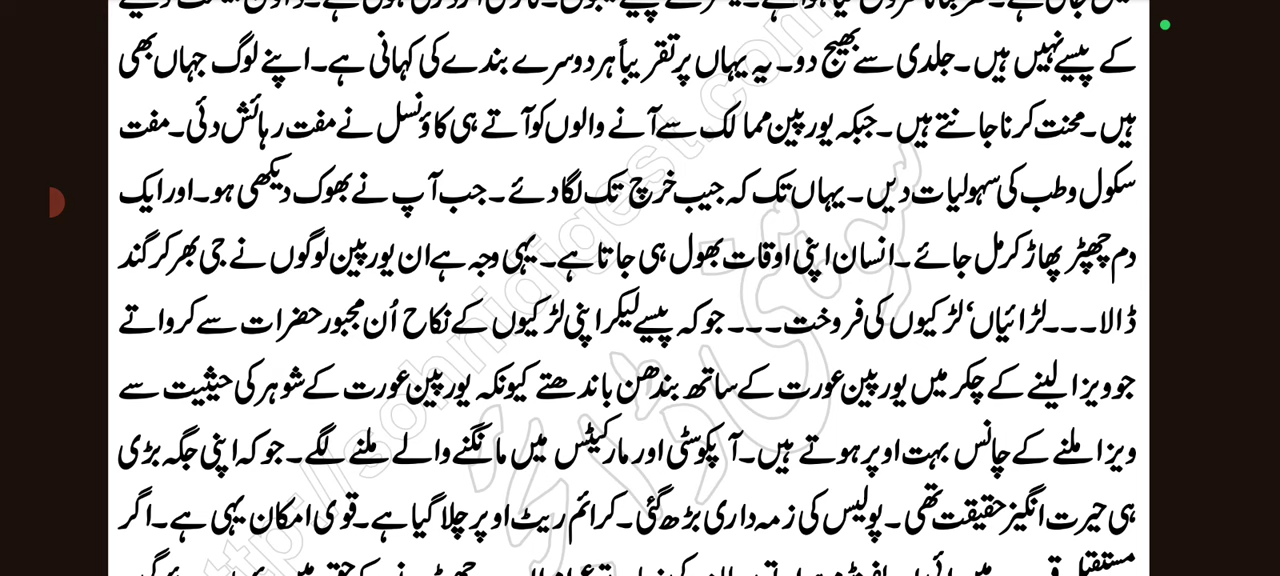 کے پیسے نہیں ہیں۔ جلدی سے بھیج دو۔ یہ یہاں پر تقریباً ہر دوسرے بندے کی کہانی ہے۔ اپنے لوگ جہاں بھی
ہیں۔ محنت کرنا جانتے ہیں۔ جبکہ یورپین ممالک سے آنے والوں کو آتے ہی کاؤنسل نے مفت رہائش دئی۔ مفت
سکول و طب کی سہولیات دیں۔ یہاں تک کہ جیب خرچ تک لگا دئے۔ جب آپ نے بھوک دیکھی ہو۔ اور ایک
دم چھپڑ پھاڑ کر مل جائے۔ انسان اپنی اوقات بھول ہی جاتا ہے۔ یہی وجہ ہے ان یورپین لوگوں نے جی بھر کر گند
ڈالا۔۔۔ لڑائیاں‘ لڑکیوں کی فروخت۔۔۔ جو کہ پیسے لیکر اپنی لڑکیوں کے نکاح اُن مجبور حضرات سے کرواتے
جو ویزا لینے کے چکر میں یورپین عورت کے ساتھ بندھن باندھتے کیونکہ یورپین عورت کے شوہر کی حیثیت سے
ویزا ملنے کے چانس بہت اوپر ہوتے ہیں۔ آپکو سٹی اور مارکیٹس میں مانگنے والے ملنے لگے۔ جو کہ اپنی جگہ بڑی
ہی حیرت انگیز حقیقت تھی۔ پولیس کی زمہ داری بڑھ گئی۔ کرائم ریٹ اوپر چلا گیا ہے۔ قوی امکان یہی ہے۔ اگر
http://sohnidigest.com
سوہنی ڈائجسٹ